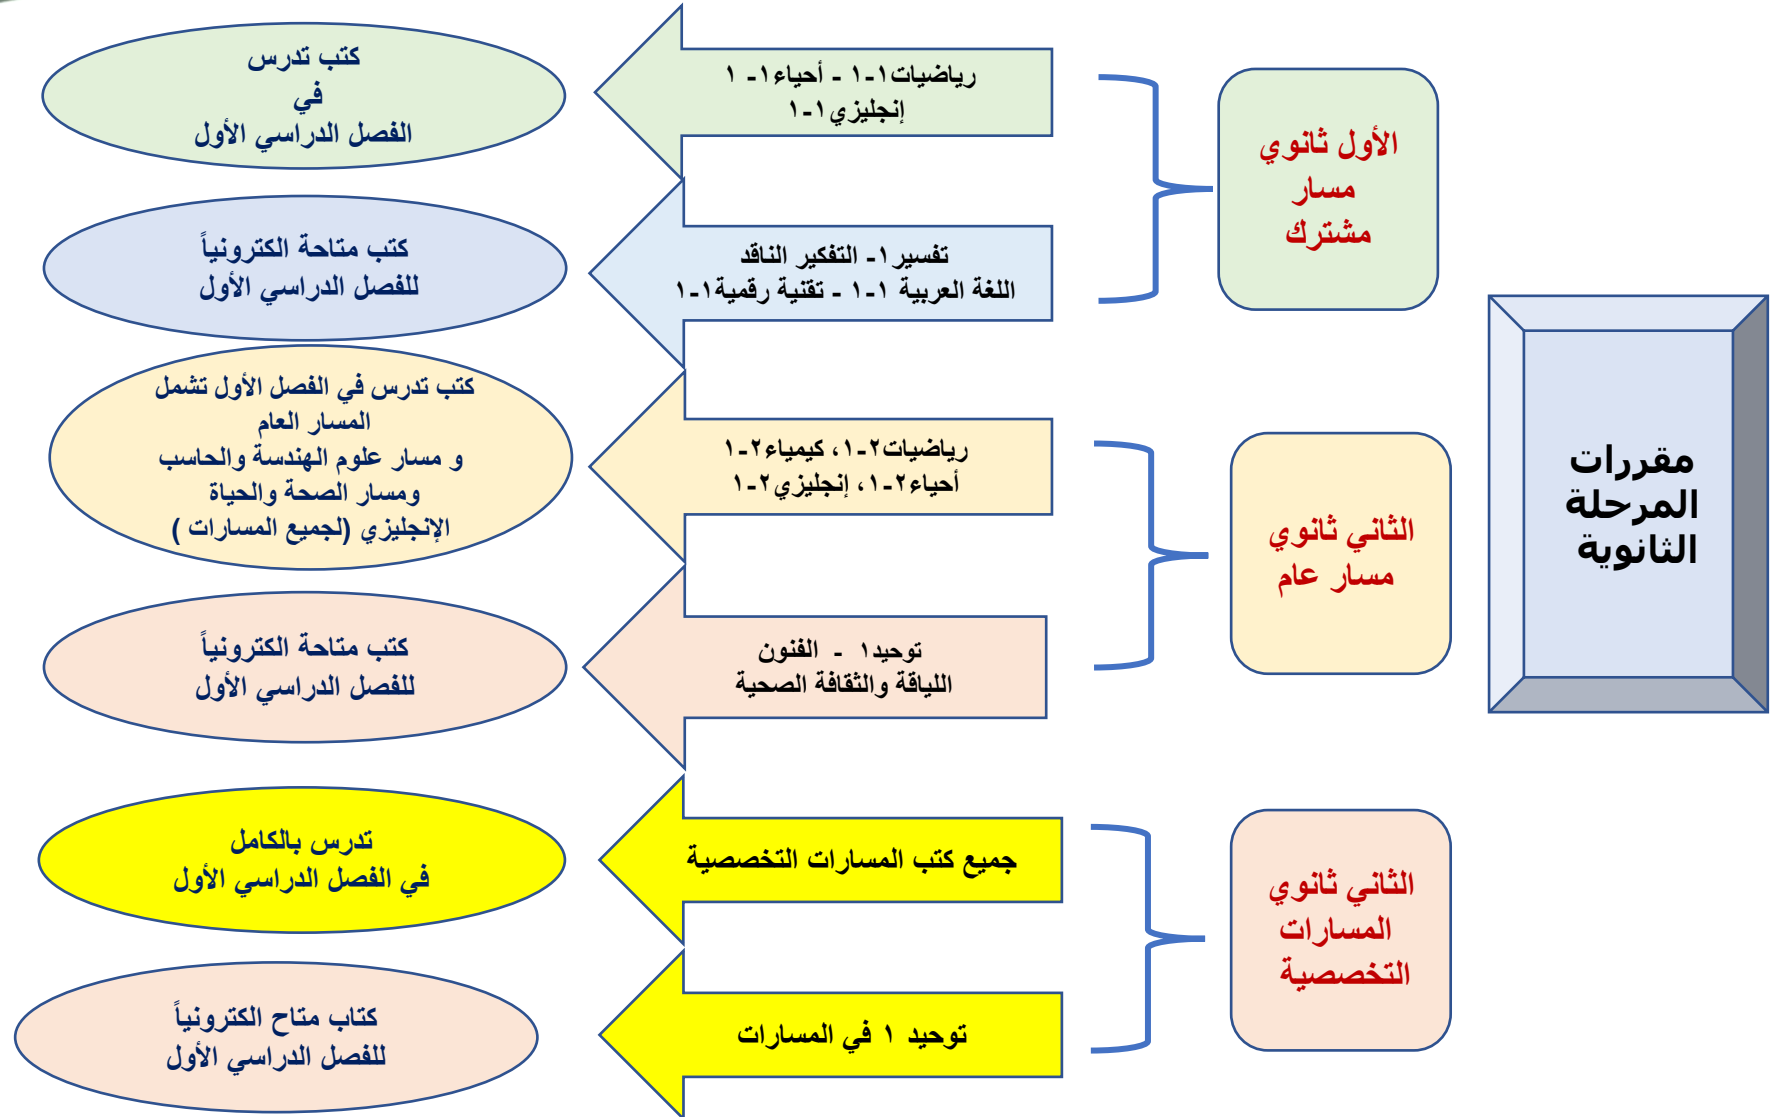 مقررات
المرحلة
الثانوية
الأول ثانوي
مسار
مشترك
رياضيات١-١ - أحياء١- ١
إنجليزي١-١
كتب تدرس
في
الفصل الدراسي الأول
تفسير١- التفكير الناقد
اللغة العربية ١-١ - تقنية رقمية١-١
كتب متاحة الكترونياً
للفصل الدراسي الأول
الثاني ثانوي
مسار عام
رياضيات٢-١، كيمياء٢-١
أحياء٢-١، إنجليزي٢-١
كتب تدرس في الفصل الأول تشمل
المسار العام
و مسار علوم الهندسة والحاسب
ومسار الصحة والحياة
الإنجليزي (لجميع المسارات )
توحيد١ - الفنون
اللياقة والثقافة الصحية
كتب متاحة الكترونياً
للفصل الدراسي الأول
الثاني ثانوي
المسارات
التخصصية
جميع كتب المسارات التخصصية
تدرس بالكامل
في الفصل الدراسي الأول
توحيد ١ في المسارات
كتاب متاح الكترونياً
للفصل الدراسي الأول